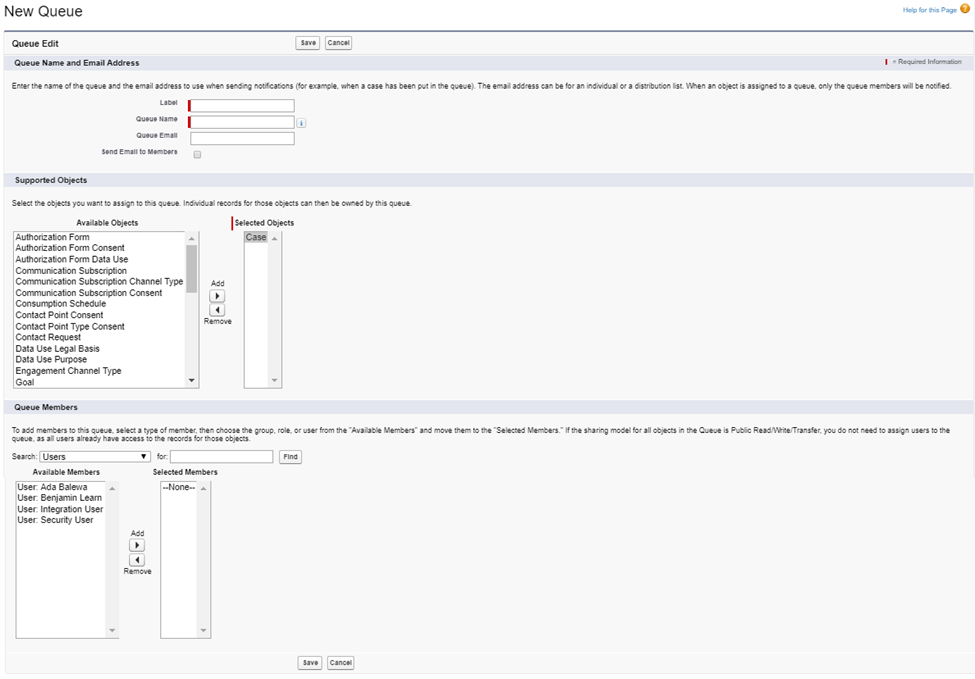 New Queue
Help for this Page ?
Queue Edit
Save Cancel
Queue Name and Email Address
= Required Information
Enter the name of the queue and the email address to use when sending notifications (for example, when a case has been put in the queue). The email address can be for an individual or a distribution list. When an object is assigned to a queue, only the queue members will be notified.
Label
Queue Name
i
Queue Email
Send Email to Members
Supported Objects
Select the objects you want to assign to this queue. Individual records for those objects can then be owned by this queue.
Available Objects
Authorization Form
Authorization Form Consent
Authorization Form Data Use
Communication Subscription
Communication Subscription Channel Type
Communication Subscription Consent
Consumption Schedule
Contact Point Consent
Contact Point Type Consent
Contact Request
Data Use Legal Basis
Data Use Purpose
Engagement Channel Type
Goal
Add
Remove
Selected Objects
Case
Queue Members
To add members to this queue, select a type of member, then choose the group, role, or user from the "Available Members" and move them to the "Selected Members." If the sharing model for all objects in the Queue is Public Read/Write/Transfer, you do not need to assign users to the
queue, as all users already have access to the records for those objects.
Search: Users for: Find
Available Members
User: Ada Balewa
User: Benjamin Learn
User: Integration User
User: Security User
Add
Remove
Selected Members
--None--
Save Cancel